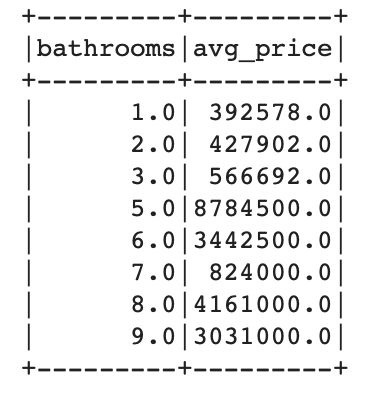 +---------+---------+
|bathrooms|avg_price|
+---------+---------+
|      1.0| 392578.0|
|      2.0| 427902.0|
|      3.0| 566692.0|
|      5.0|8784500.0|
|      6.0|3442500.0|
|      7.0| 824000.0|
|      8.0|4161000.0|
|      9.0|3031000.0|
+---------+---------+